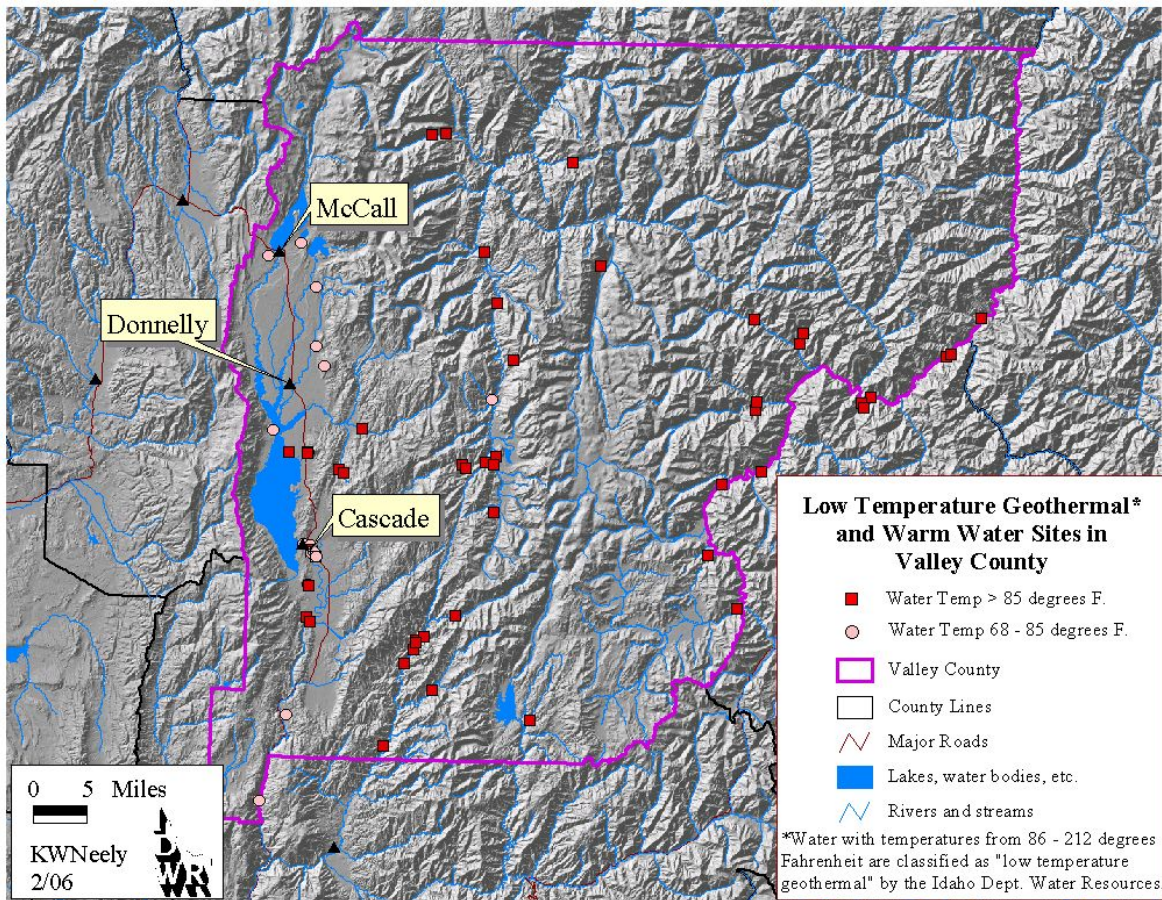 McCall
Donnelly
Cascade
Low Temperature Geothermal*
and Warm Water Sites in
Valley County
Water Temp > 85 degrees F.
Water Temp 68 - 85 degrees F.
Valley County
County Lines
Major Roads
Lakes, water bodies, etc.
Rivers and streams
*Water with temperatures from 86 - 212 degrees
Fahrenheit are classified as "low temperature
geothermal" by the Idaho Dept. Water Resources.
0 5 Miles
KWNeely
2/06
IDWR